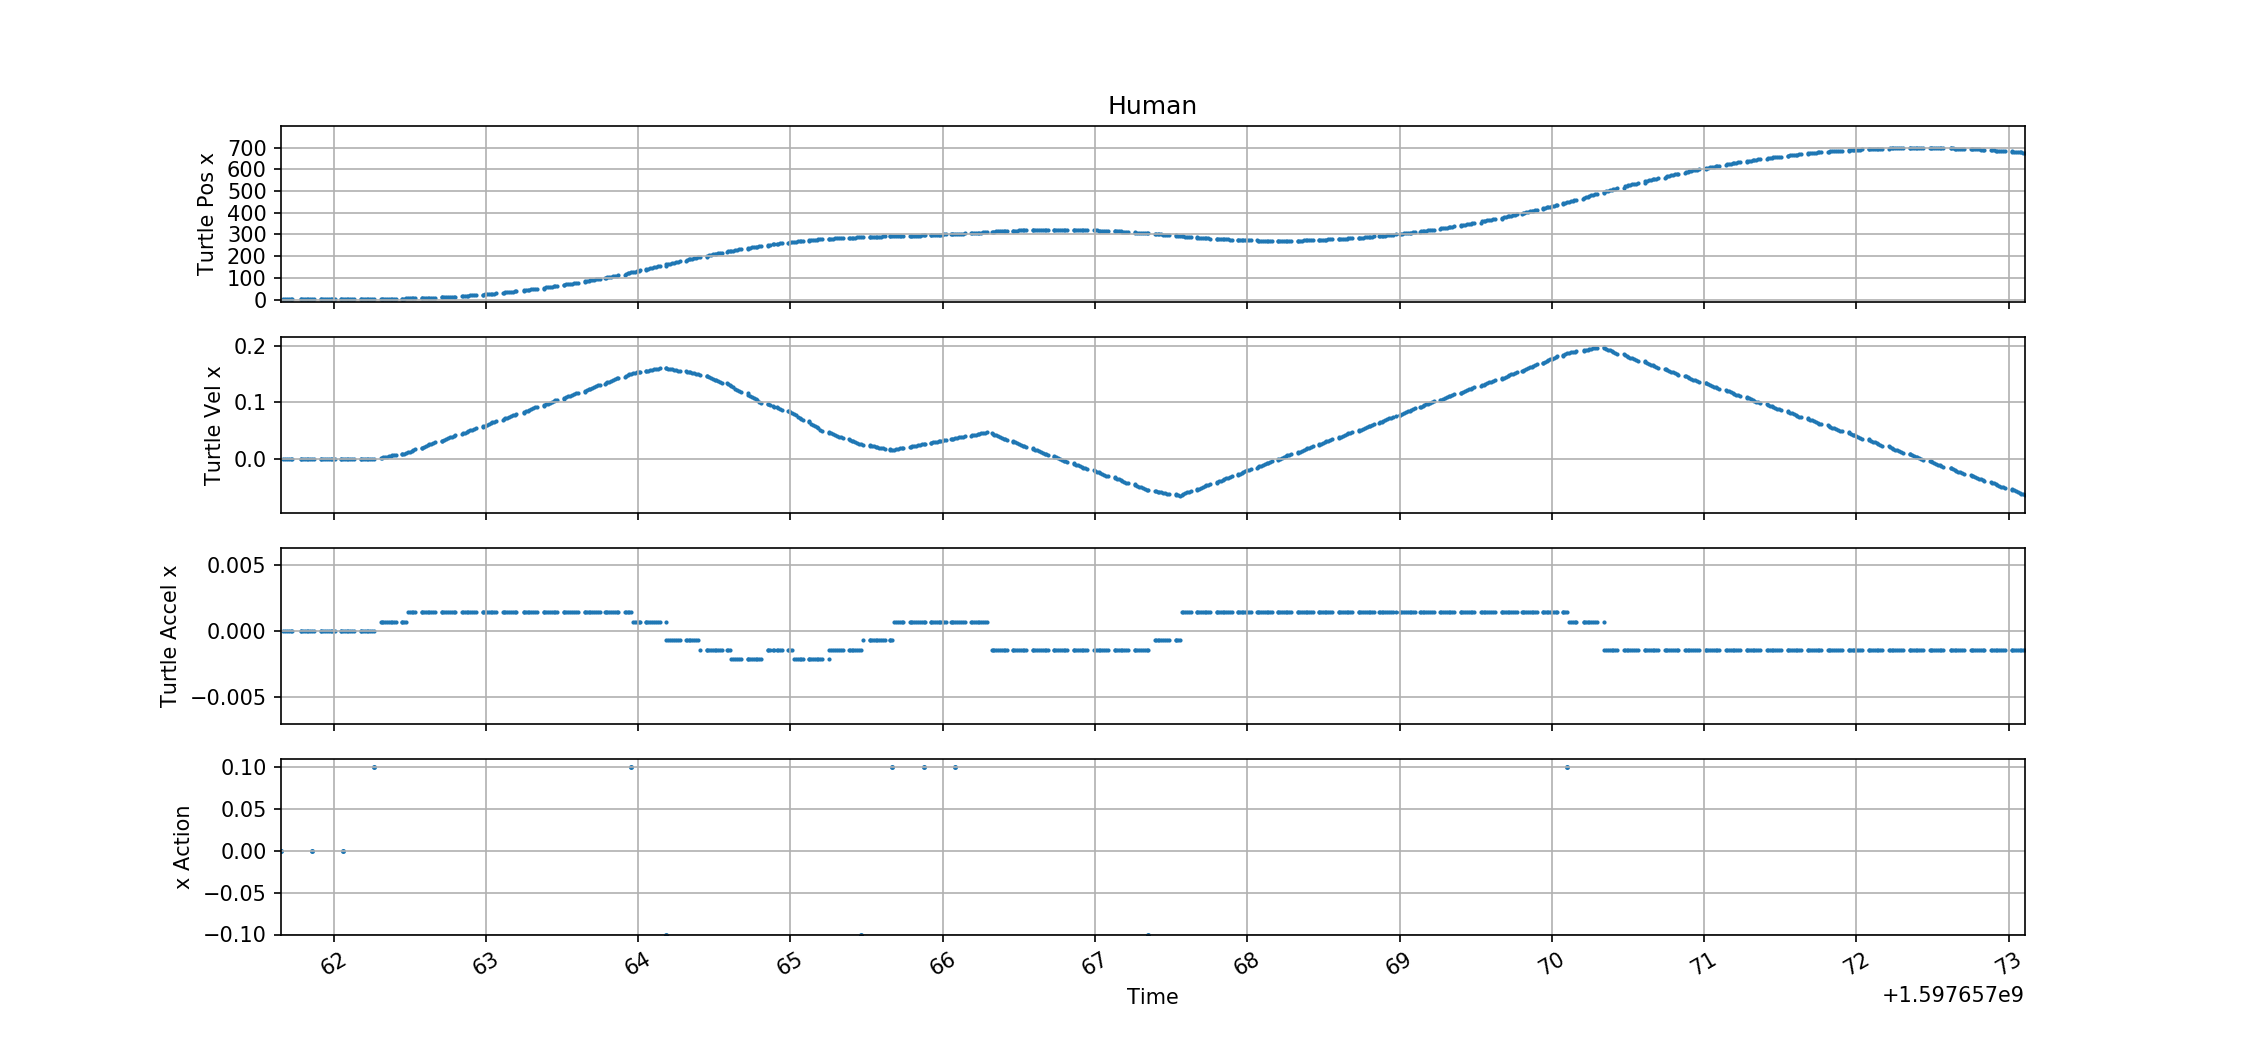 Human
Turtle Pos x
700
600
500
400
300
200
100
0
Turtle Vel x
0.2
0.1
0.0
Turtle Accel x
0.005
0.000
−0.005
x Action
0.10
0.05
0.00
−0.05
−0.10
62 63 64 65 66 67 68 69 70 71 72 73
Time
+1.597657e9